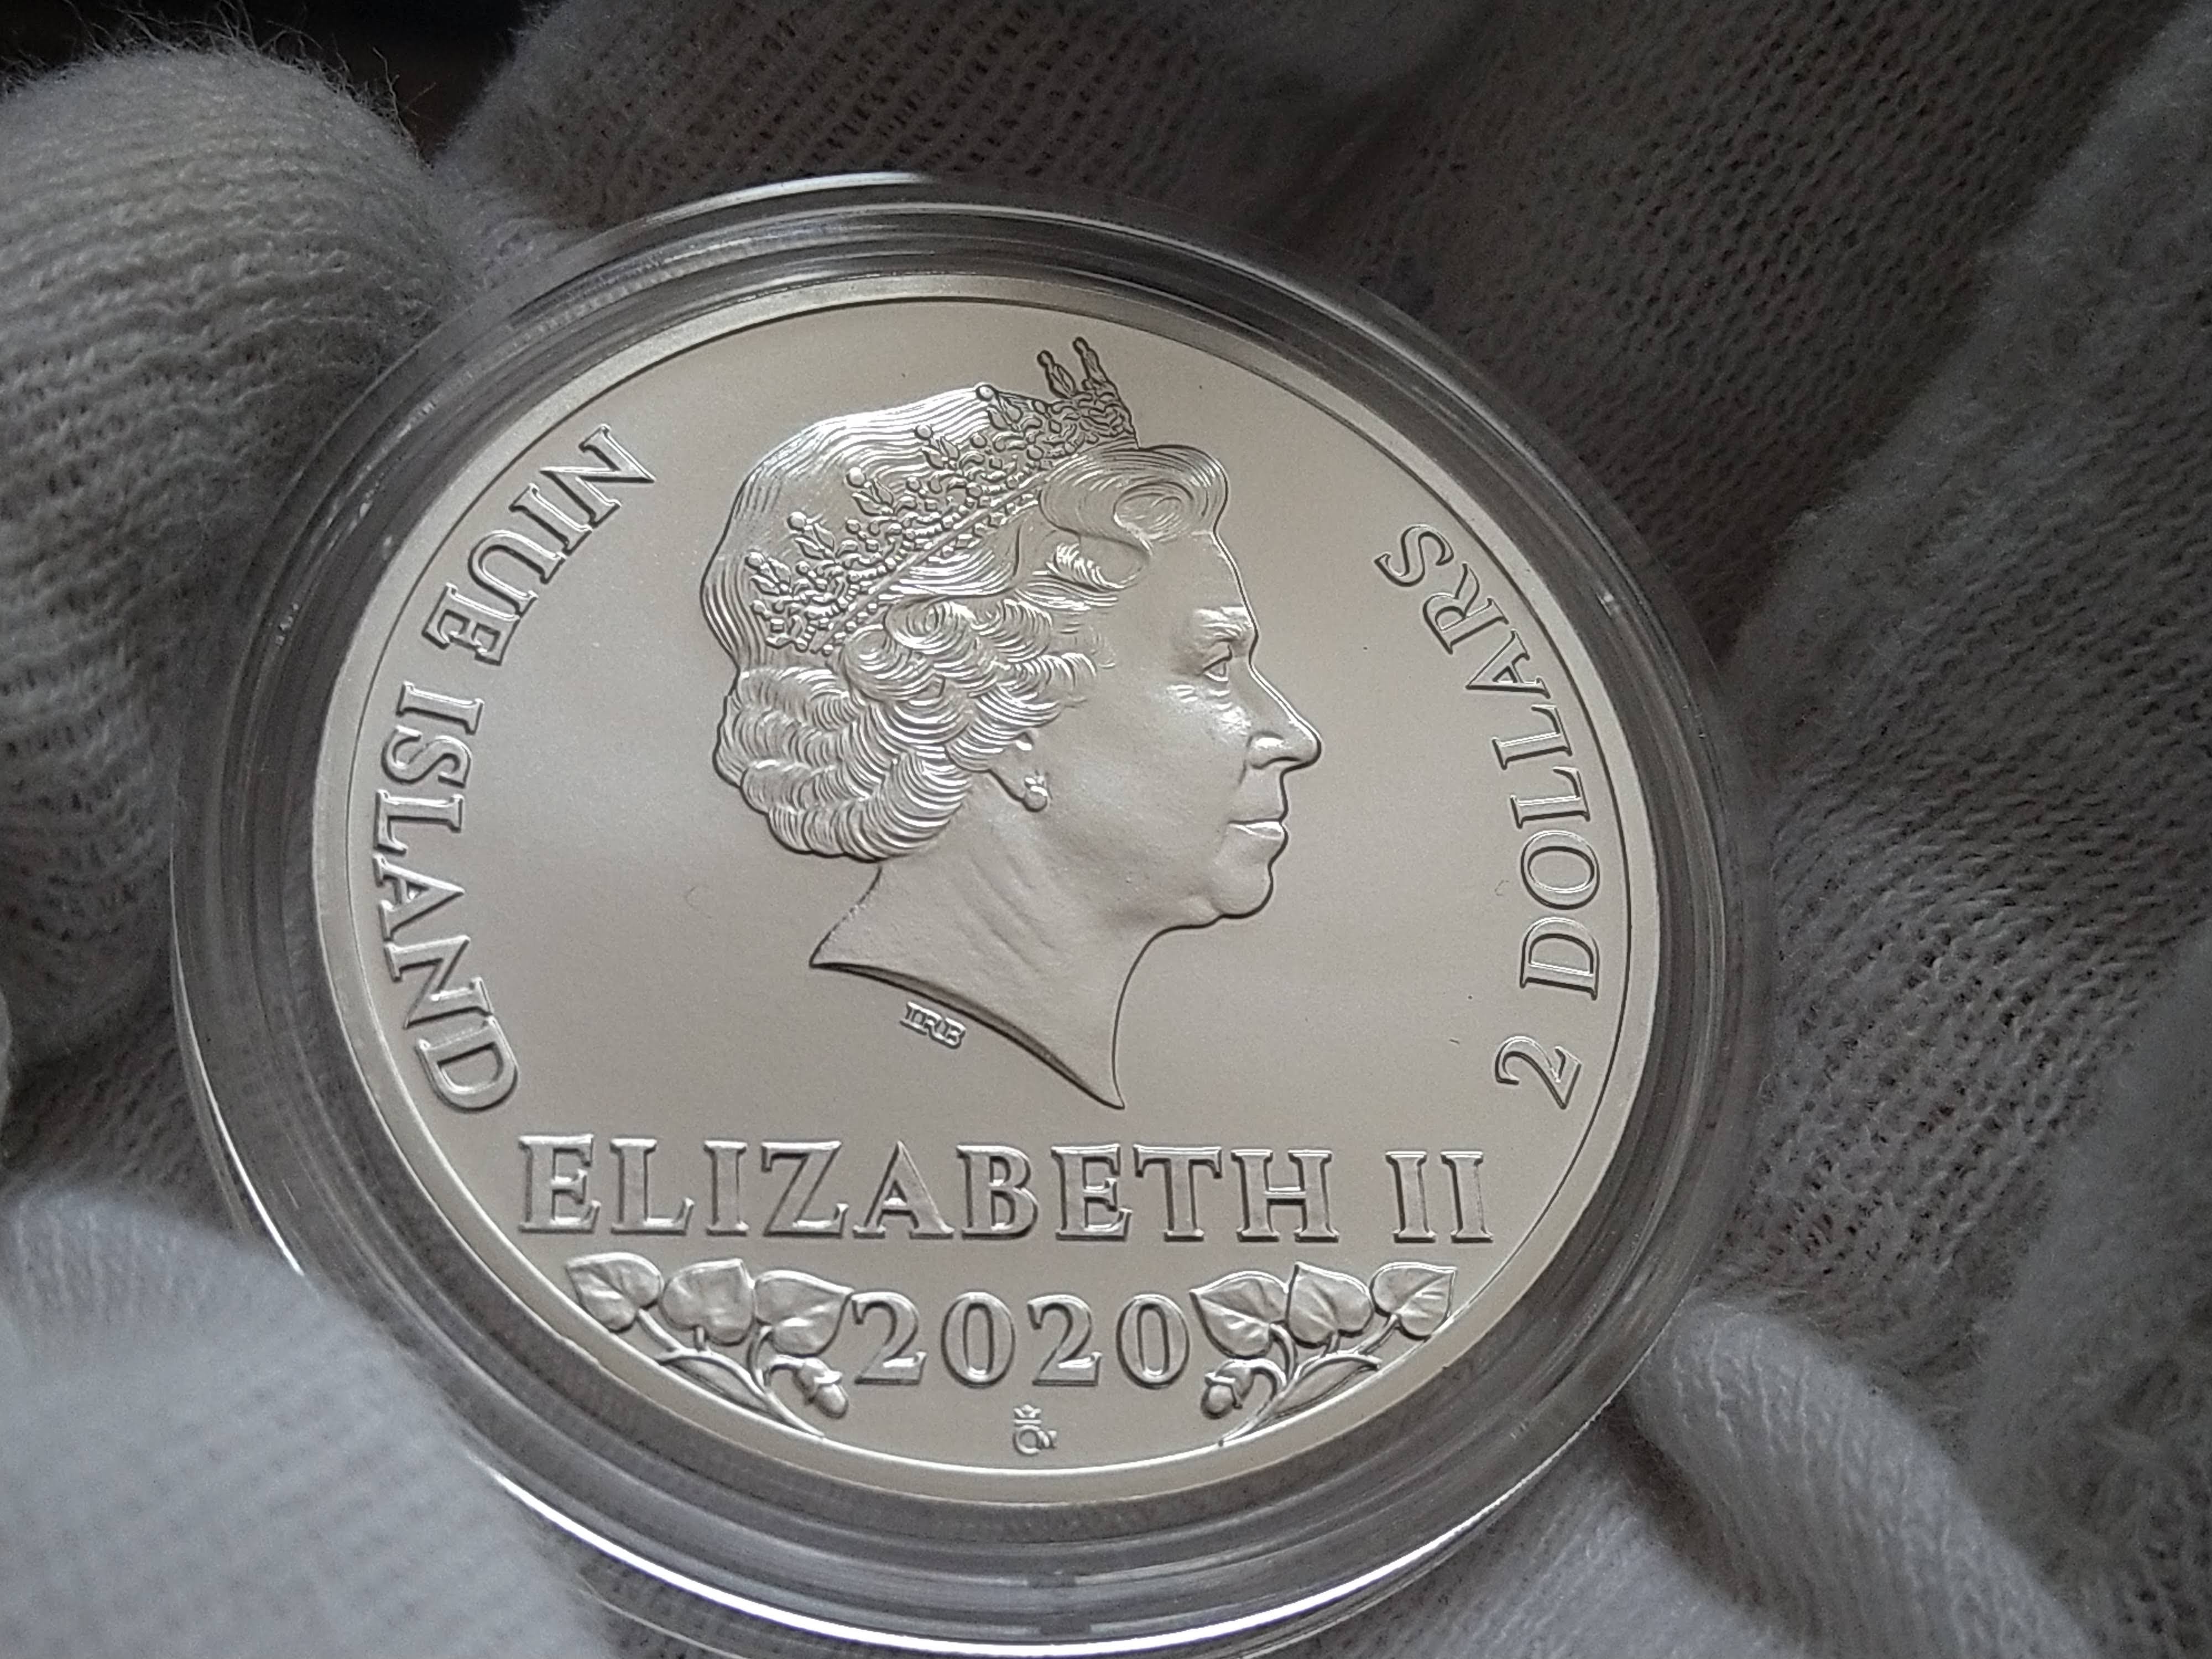 NIUE ISLAND
2 DOLLARS
IRB
ELIZABETH II
2020